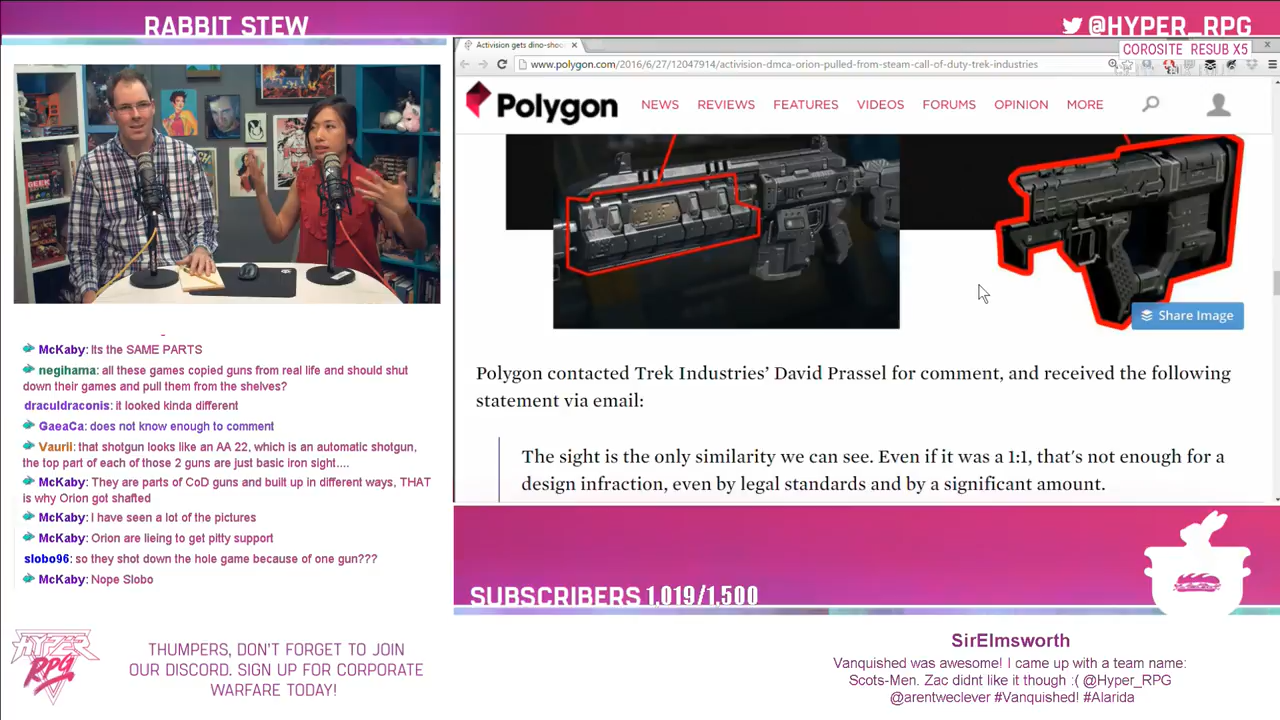 RABBIT STEW
@HYPER_RPG
COROSITE RESUB X5
Activision gets dino-shoo
www.polygon.com/2016/6/27/12047914/activision-dmca-orion-pulled-from-steam-call-of-duty-trek-industries
Polygon
NEWS REVIEWS FEATURES VIDEOS FORUMS OPINION MORE
GEEK
Share Image
Polygon contacted Trek Industries' David Prassel for comment, and received the following
statement via email:
The sight is the only similarity we can see. Even if it was a 1:1, that's not enough for a
design infraction, even by legal standards and by a significant amount.
McKaby: Its the SAME PARTS
negihama: all these games copied guns from real life and should shut
down their games and pull them from the shelves?
draculdraconis: it looked kinda different
GaeaCa: does not know enough to comment
Vaurli: that shotgun looks like an AA 22, which is an automatic shotgun,
the top part of each of those 2 guns are just basic iron sight....
McKaby: They are parts of CoD guns and built up in different ways, THAT
is why Orion got shafted
McKaby: I have seen a lot of the pictures
McKaby: Orion are lieing to get pitty support
slobo96: so they shot down the hole game because of one gun???
McKaby: Nope Slobo
SUBSCRIBERS 1,019/1,500
HYPER
RPG
THUMPERS, DON'T FORGET TO JOIN
OUR DISCORD. SIGN UP FOR CORPORATE
WARFARE TODAY!
SirElmsworth
Vanquished was awesome! I came up with a team name:
Scots-Men. Zac didnt like it though :( @Hyper_RPG
@arentweclever #Vanquished! #Alarida